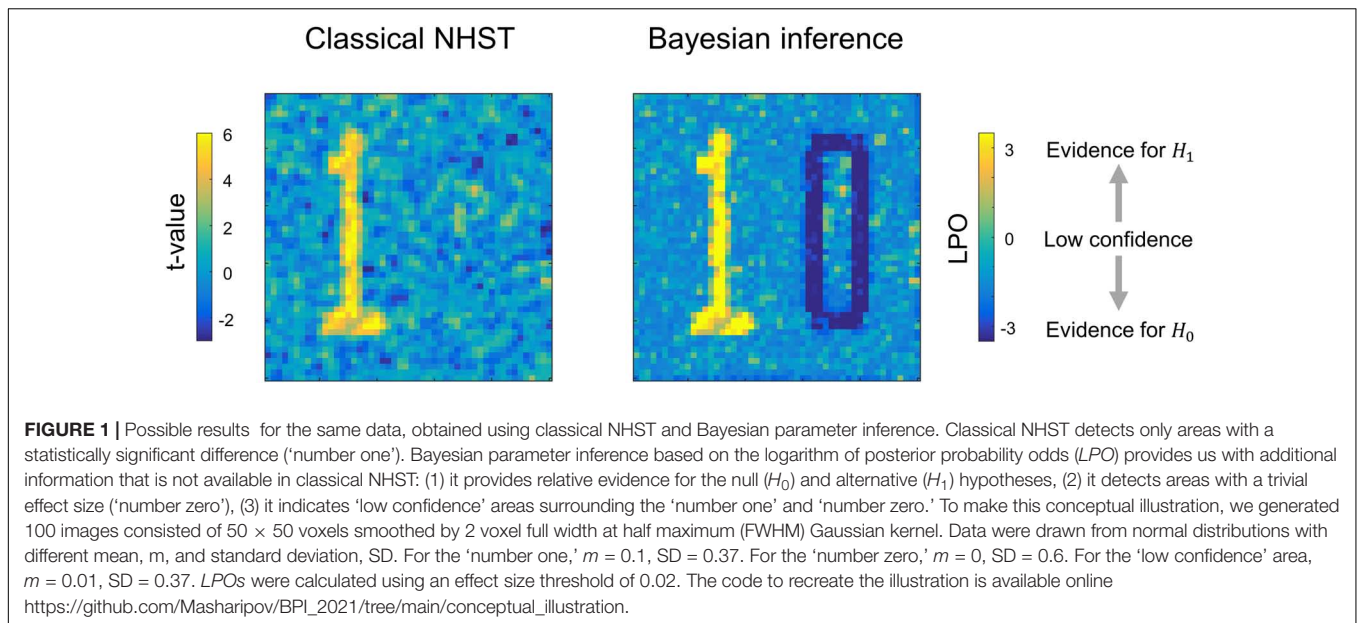 Classical NHST
Bayesian inference
t-value
6
4
2
0
-2
LPO
3
0
-3
Evidence for H1
Low confidence
Evidence for H0
FIGURE 1 | Possible results for the same data, obtained using classical NHST and Bayesian parameter inference. Classical NHST detects only areas with a
statistically significant difference (‘number one’). Bayesian parameter inference based on the logarithm of posterior probability odds (LPO) provides us with additional
information that is not available in classical NHST: (1) it provides relative evidence for the null (H0) and alternative (H1) hypotheses, (2) it detects areas with a trivial
effect size (‘number zero’), (3) it indicates ‘low confidence’ areas surrounding the ‘number one’ and ‘number zero.’ To make this conceptual illustration, we generated
100 images consisted of 50 × 50 voxels smoothed by 2 voxel full width at half maximum (FWHM) Gaussian kernel. Data were drawn from normal distributions with
different mean, m, and standard deviation, SD. For the ‘number one,’ m = 0.1, SD = 0.37. For the ‘number zero,’ m = 0, SD = 0.6. For the ‘low confidence’ area,
m = 0.01, SD = 0.37. LPOs were calculated using an effect size threshold of 0.02. The code to recreate the illustration is available online
https://github.com/Masharipov/BPI_2021/tree/main/conceptual_illustration.